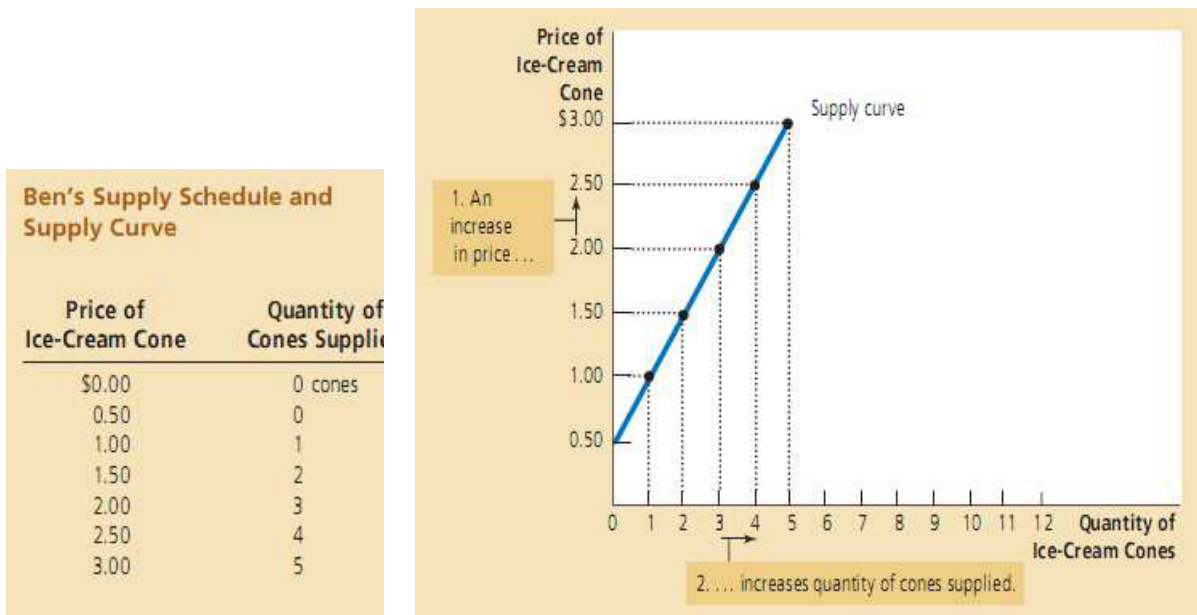 Ben's Supply Schedule and
Supply Curve
Price of
Ice-Cream Cone
Quantity of
Cones Supplie
$0.00 0 cones
0.50 0
1.00 1
1.50 2
2.00 3
2.50 4
3.00 5
Price of
Ice-Cream
Cone
$3.00
2.50
2.00
1.50
1.00
0.50
Supply curve
1. An
increase
in price ...
0 1 2 3 4 5 6 7 8 9 10 11 12
Quantity of
Ice-Cream Cones
2. ... increases quantity of cones supplied.